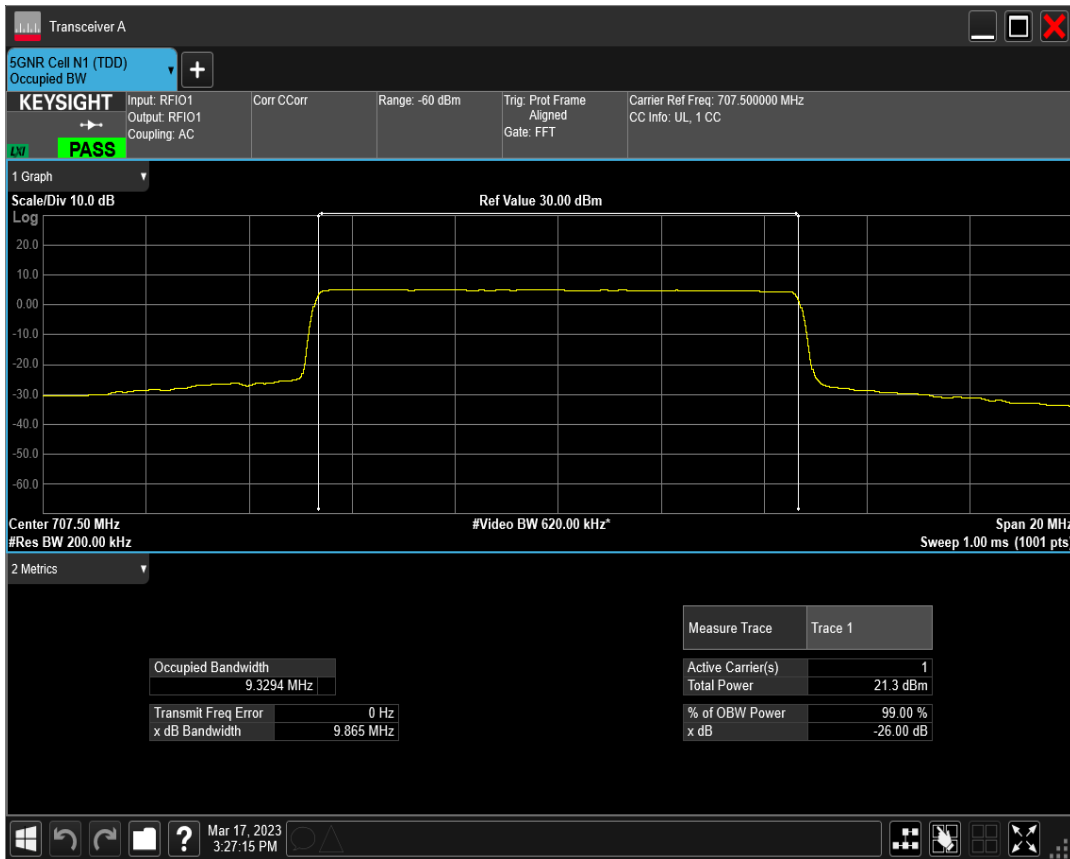 Transceiver A
5GNR Cell N1 (TDD)
Occupied BW
+
KEYSIGHT
LXI
PASS
Input: RFIO1
Output: RFIO1
Coupling: AC
Corr CCorr
Range: -60 dBm
Trig: Prot Frame
Aligned
Gate: FFT
Carrier Ref Freq: 707.500000 MHz
CC Info: UL, 1 CC
1 Graph
Scale/Div 10.0 dB
Ref Value 30.00 dBm
Log
20.0
10.0
0.00
-10.0
-20.0
-30.0
-40.0
-50.0
-60.0
Center 707.50 MHz
#Video BW 620.00 kHz*
Span 20 MHz
#Res BW 200.00 kHz
Sweep 1.00 ms (1001 pts)
2 Metrics
Measure Trace Trace 1
Occupied Bandwidth
9.3294 MHz
Active Carrier(s) 1
Total Power 21.3 dBm
Transmit Freq Error 0 Hz
x dB Bandwidth 9.865 MHz
% of OBW Power 99.00 %
x dB -26.00 dB
?
Mar 17, 2023
3:27:15 PM